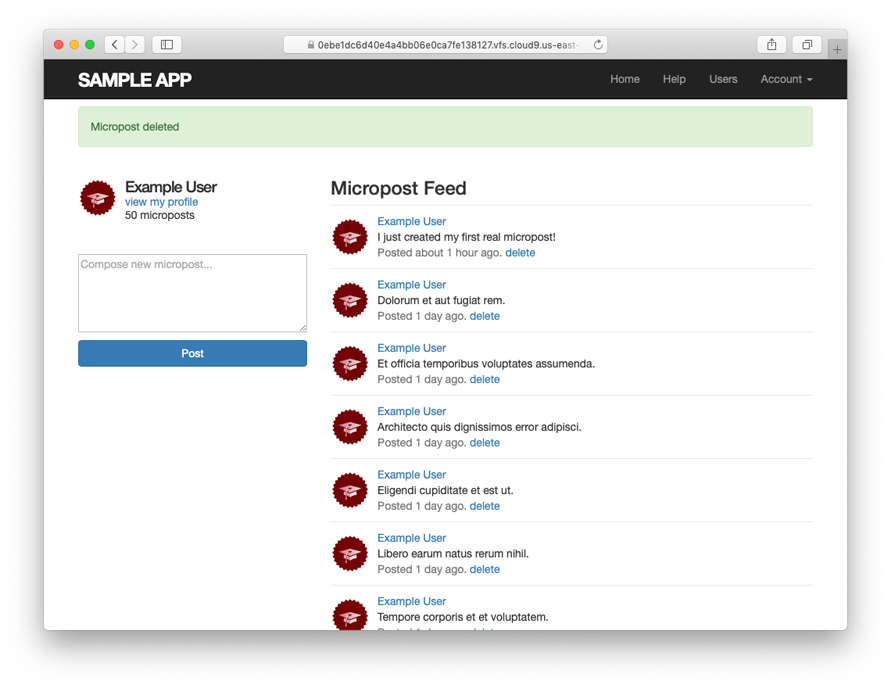 0ebe1dc6d40e4a4bb06e0ca7fe138127.vfs.cloud9.us-east-
SAMPLE APP
Home
Help
Users
Account
Micropost deleted
Example User
view my profile
50 microposts
Compose new micropost...
Post
Micropost Feed
Example User
I just created my first real micropost!
Posted about 1 hour ago. delete
Example User
Dolorum et aut fugiat rem.
Posted 1 day ago. delete
Example User
Et officia temporibus voluptates assumenda.
Posted 1 day ago. delete
Example User
Architecto quis dignissimos error adipisci.
Posted 1 day ago. delete
Example User
Eligendi cupiditate et est ut.
Posted 1 day ago. delete
Example User
Libero earum natus rerum nihil.
Posted 1 day ago. delete
Example User
Tempore corporis et et voluptatem.